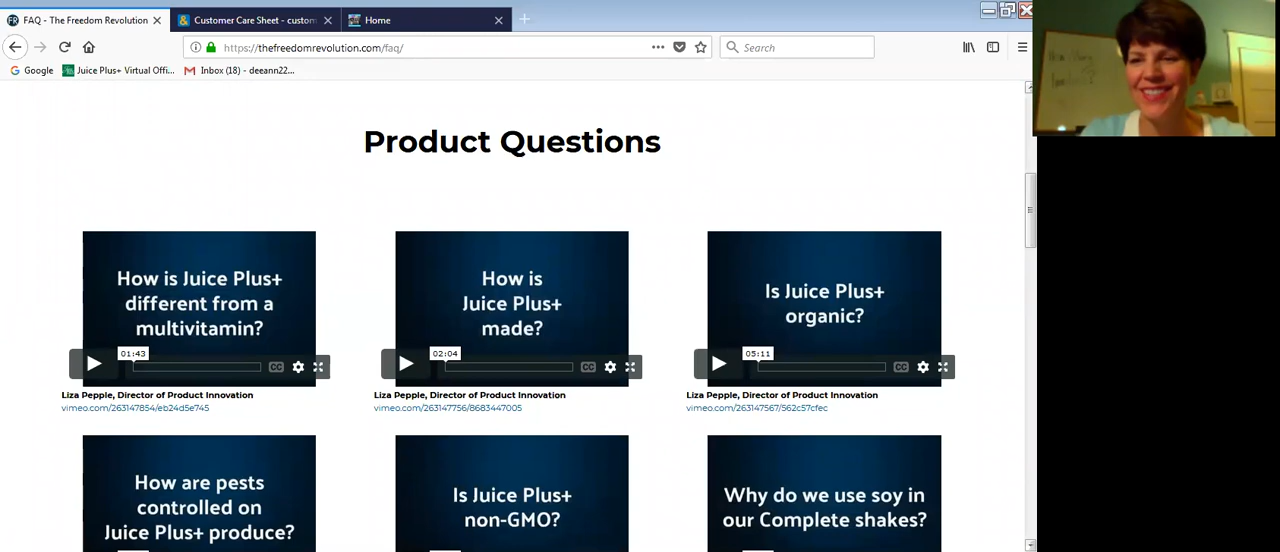 FAQ - The Freedom Revolution
Customer Care Sheet - custom
Home
https://thefreedomrevolution.com/faq/
Search
Google
Juice Plus+ Virtual Offi...
Inbox (18) - deeann22...
Product Questions
How is Juice Plus+
different from a
multivitamin?
01:43
CC
Liza Pepple, Director of Product Innovation
vimeo.com/263147854/eb24d5e745
How is
Juice Plus+
made?
02:04
CC
Liza Pepple, Director of Product Innovation
vimeo.com/263147756/8683447005
Is Juice Plus+
organic?
05:11
CC
Liza Pepple, Director of Product Innovation
vimeo.com/263147567/562c57cfec
How are pests
controlled on
Juice Plus+ produce?
Is Juice Plus+
non-GMO?
Why do we use soy in
our Complete shakes?